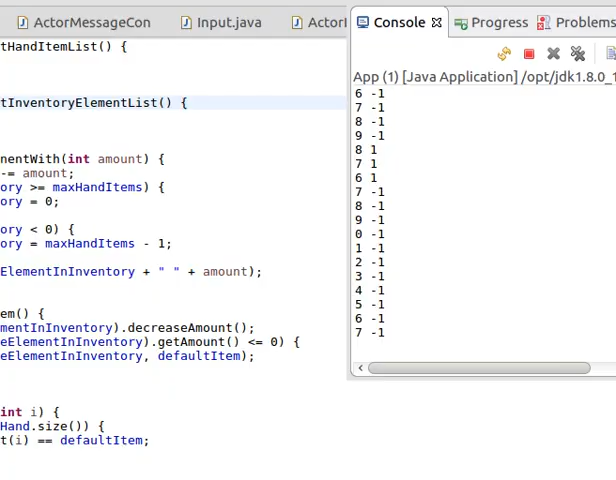 ActorMessageCon
Input.java
Actor
Console
Progress
Problems
App (1) [Java Application] /opt/jdk1.8.0_1
tHandItemList() {
tInventoryElementList() {
nentWith(int amount) {
-= amount;
ory >= maxHandItems) {
ory = 0;
ory < 0) {
ory = maxHandItems - 1;
ElementInInventory + " " + amount);
em() {
mentInInventory).decreaseAmount();
eElementInInventory).getAmount() <= 0) {
eElementInInventory, defaultItem);
int i) {
Hand.size()) {
t(i) == defaultItem;
6 -1
7 -1
8 -1
9 -1
8 1
7 1
6 1
7 -1
8 -1
9 -1
0 -1
1 -1
2 -1
3 -1
4 -1
5 -1
6 -1
7 -1